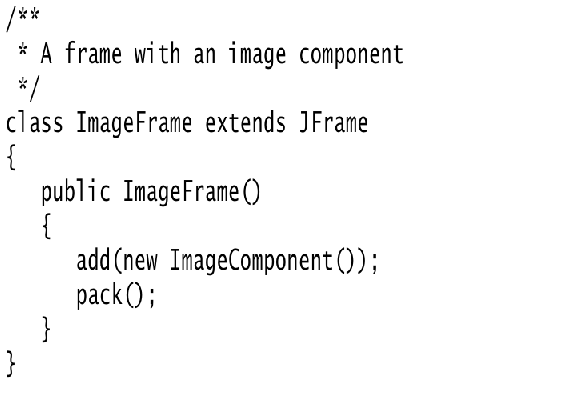 /**
 * A frame with an image component
 */
class ImageFrame extends JFrame
{
   public ImageFrame()
   {
      add(new ImageComponent());
      pack();
   }
}